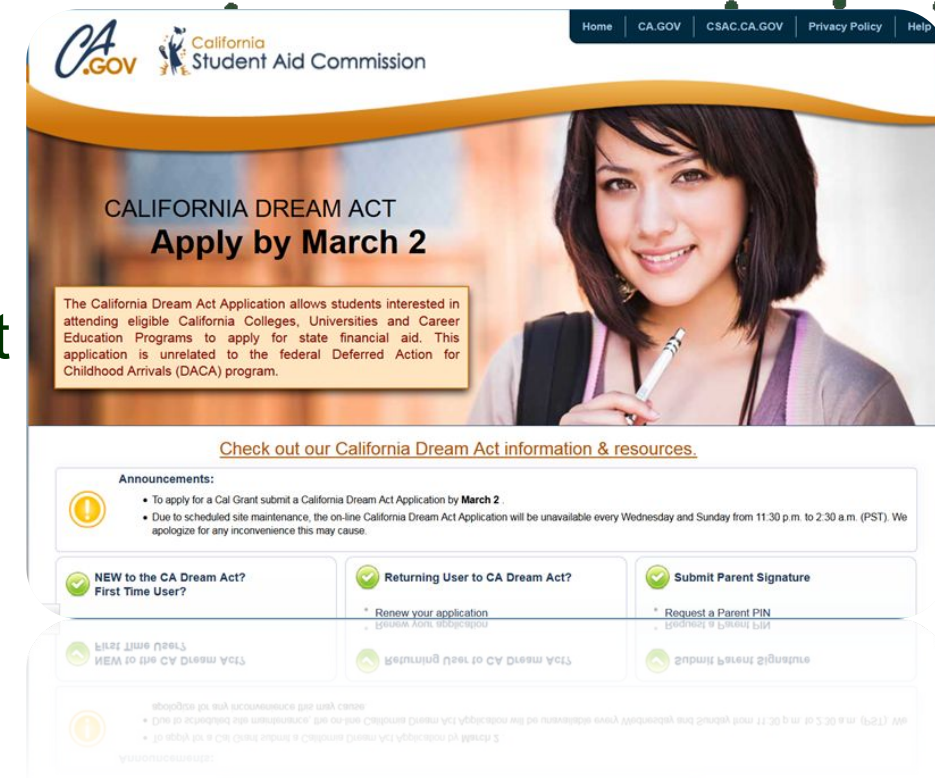 Home
CA.GOV
CSAC.CA.GOV
Privacy Policy
Help
CA
.GOV
California
Student Aid Commission
CALIFORNIA DREAM ACT
Apply by March 2
The California Dream Act Application allows students interested in
attending eligible California Colleges, Universities and Career
Education Programs to apply for state financial aid. This
application is unrelated to the federal Deferred Action for
Childhood Arrivals (DACA) program.
t
Check out our California Dream Act information & resources.
Announcements:
• To apply for a Cal Grant submit a California Dream Act Application by March 2 .
• Due to scheduled site maintenance, the on-line California Dream Act Application will be unavailable every Wednesday and Sunday from 11:30 p.m. to 2:30 a.m. (PST). We
apologize for any inconvenience this may cause.
NEW to the CA Dream Act?
First Time User?
Returning User to CA Dream Act?
Renew your application
Submit Parent Signature
Request a Parent PIN